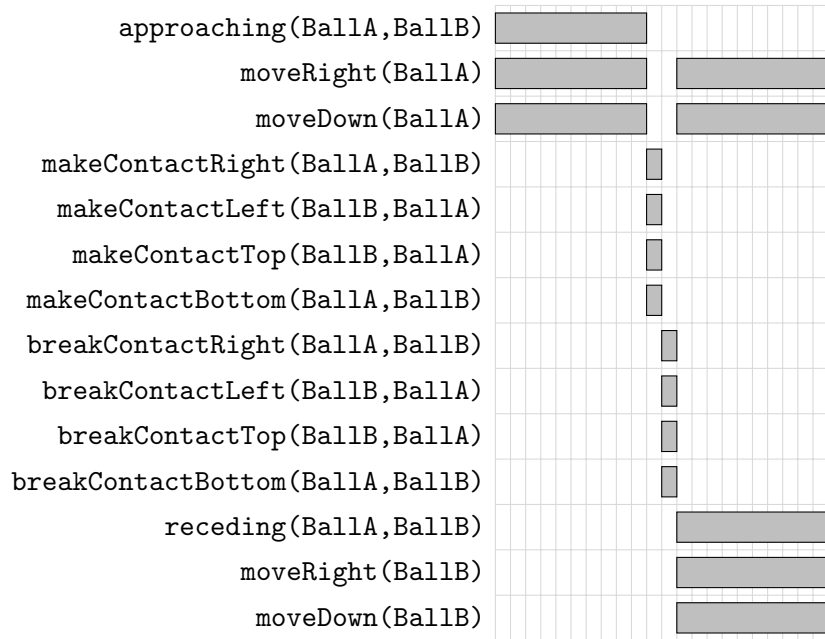 approaching(BallA,BallB)
moveRight(BallA)
moveDown(BallA)
makeContactRight(BallA,BallB)
makeContactLeft(BallB,BallA)
makeContactTop(BallB,BallA)
makeContactBottom(BallA,BallB)
breakContactRight(BallA,BallB)
breakContactLeft(BallB,BallA)
breakContactTop(BallB,BallA)
breakContactBottom(BallA,BallB)
receding(BallA,BallB)
moveRight(BallB)
moveDown(BallB)